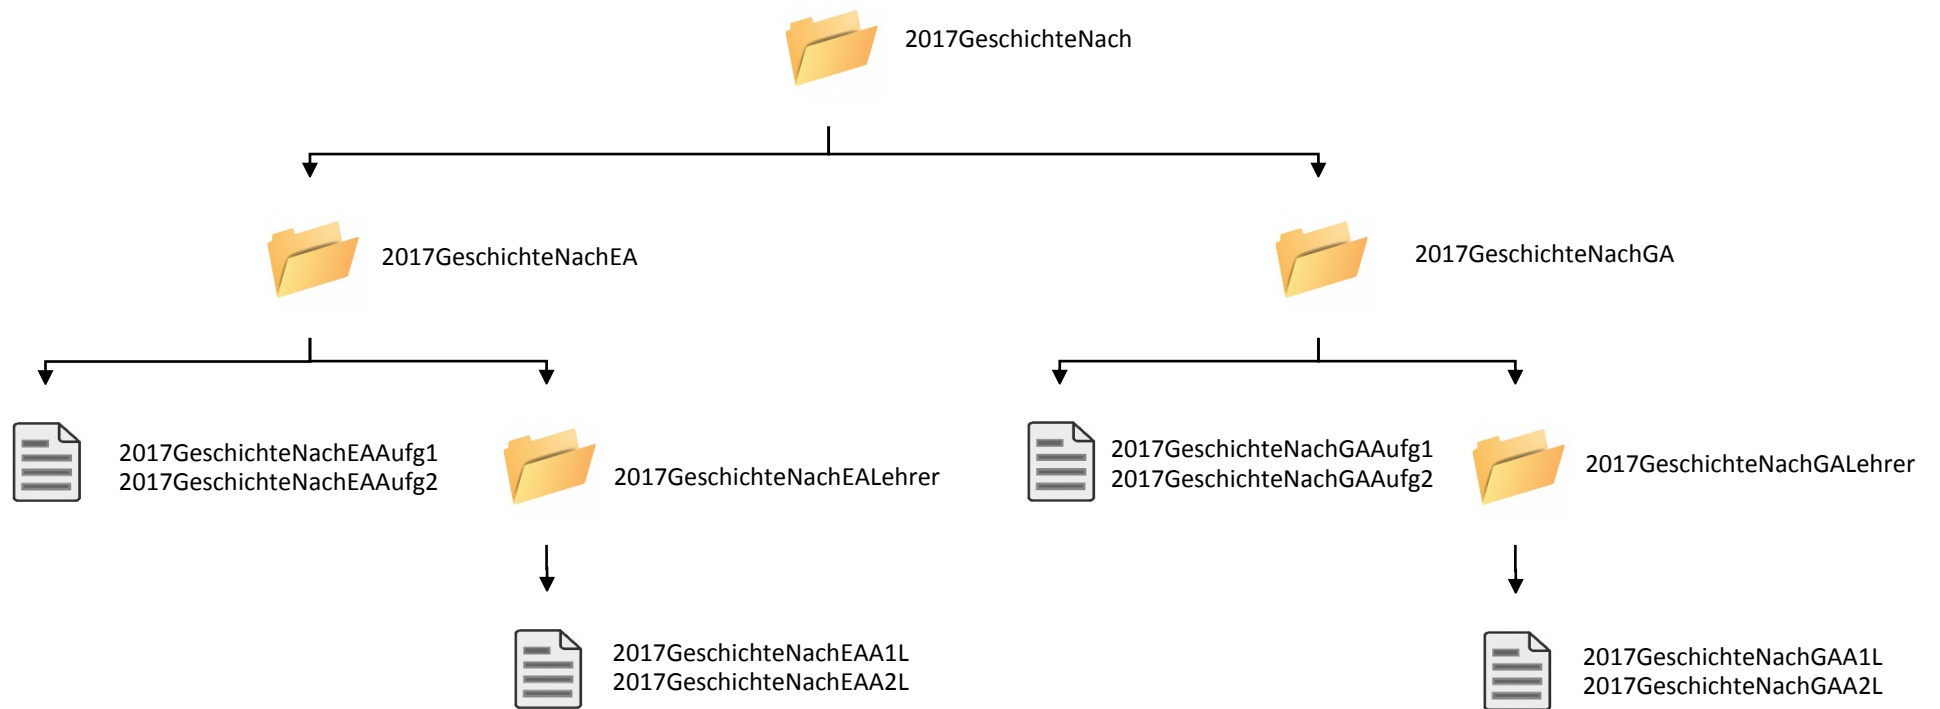 2017GeschichteNach
2017GeschichteNachEA
2017GeschichteNachGA
2017GeschichteNachEAAufg1
2017GeschichteNachEAAufg2
2017GeschichteNachEALehrer
2017GeschichteNachGAAufg1
2017GeschichteNachGAAufg2
2017GeschichteNachGALehrer
2017GeschichteNachEAA1L
2017GeschichteNachEAA2L
2017GeschichteNachGAA1L
2017GeschichteNachGAA2L